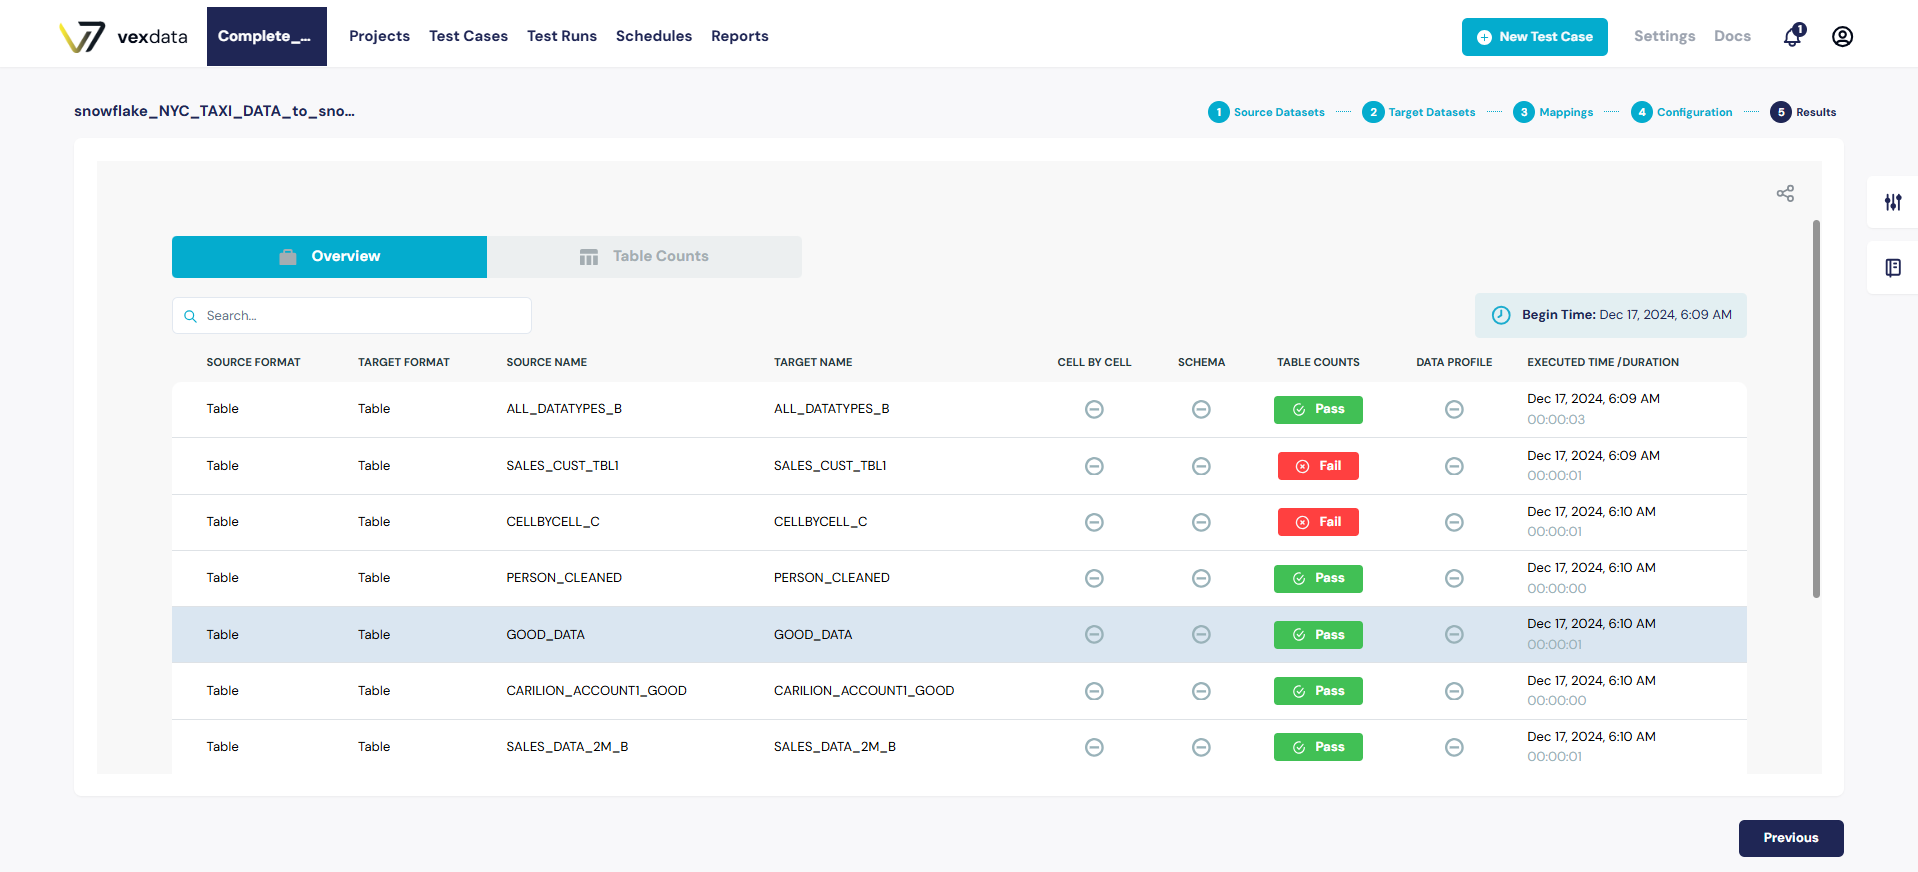 vexdata
Complete_...
Projects
Test Cases
Test Runs
Schedules
Reports
New Test Case
Settings
Docs
1
snowflake_NYC_TAXI_DATA_to_sno...
1 Source Datasets
2 Target Datasets
3 Mappings
4 Configuration
5 Results
Overview
Table Counts
Search...
Begin Time: Dec 17, 2024, 6:09 AM
SOURCE FORMAT TARGET FORMAT SOURCE NAME TARGET NAME CELL BY CELL SCHEMA TABLE COUNTS DATA PROFILE EXECUTED TIME /DURATION
Table Table ALL_DATATYPES_B ALL_DATATYPES_B Pass Dec 17, 2024, 6:09 AM
00:00:03
Table Table SALES_CUST_TBL1 SALES_CUST_TBL1 Fail Dec 17, 2024, 6:09 AM
00:00:01
Table Table CELLBYCELL_C CELLBYCELL_C Fail Dec 17, 2024, 6:10 AM
00:00:01
Table Table PERSON_CLEANED PERSON_CLEANED Pass Dec 17, 2024, 6:10 AM
00:00:00
Table Table GOOD_DATA GOOD_DATA Pass Dec 17, 2024, 6:10 AM
00:00:01
Table Table CARILION_ACCOUNT1_GOOD CARILION_ACCOUNT1_GOOD Pass Dec 17, 2024, 6:10 AM
00:00:00
Table Table SALES_DATA_2M_B SALES_DATA_2M_B Pass Dec 17, 2024, 6:10 AM
00:00:01
Previous